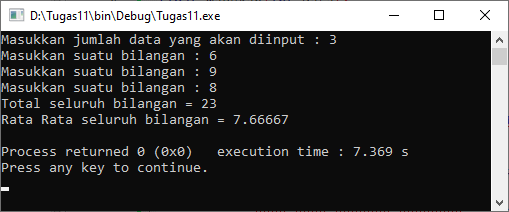 D:\Tugas11\bin\Debug\Tugas11.exe
Masukkan jumlah data yang akan diinput : 3
Masukkan suatu bilangan : 6
Masukkan suatu bilangan : 9
Masukkan suatu bilangan : 8
Total seluruh bilangan = 23
Rata Rata seluruh bilangan = 7.66667
Process returned 0 (0x0)   execution time : 7.369 s
Press any key to continue.